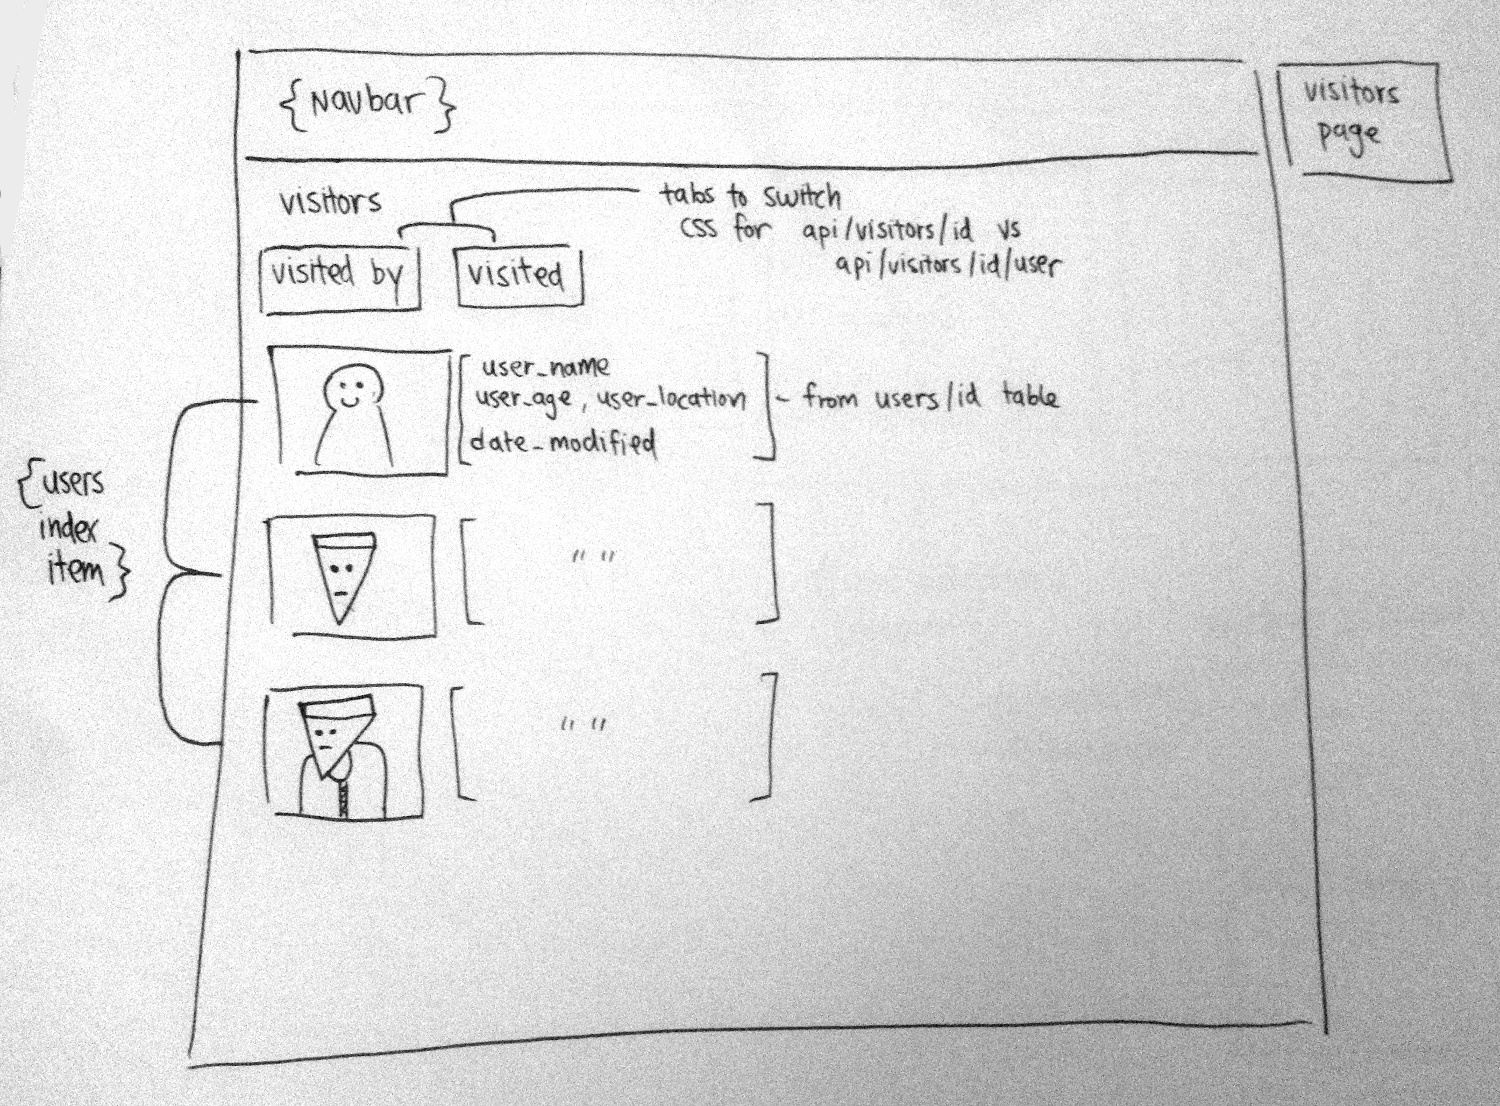 {Navbar}
visitors
page
visitors
tabs to switch
css for api/visitors/id vs
api/visitors/id/user
visited by
visited
user_name
user_age, user_location
date_modified
- from users/id table
{users
index
item}
" "
" "